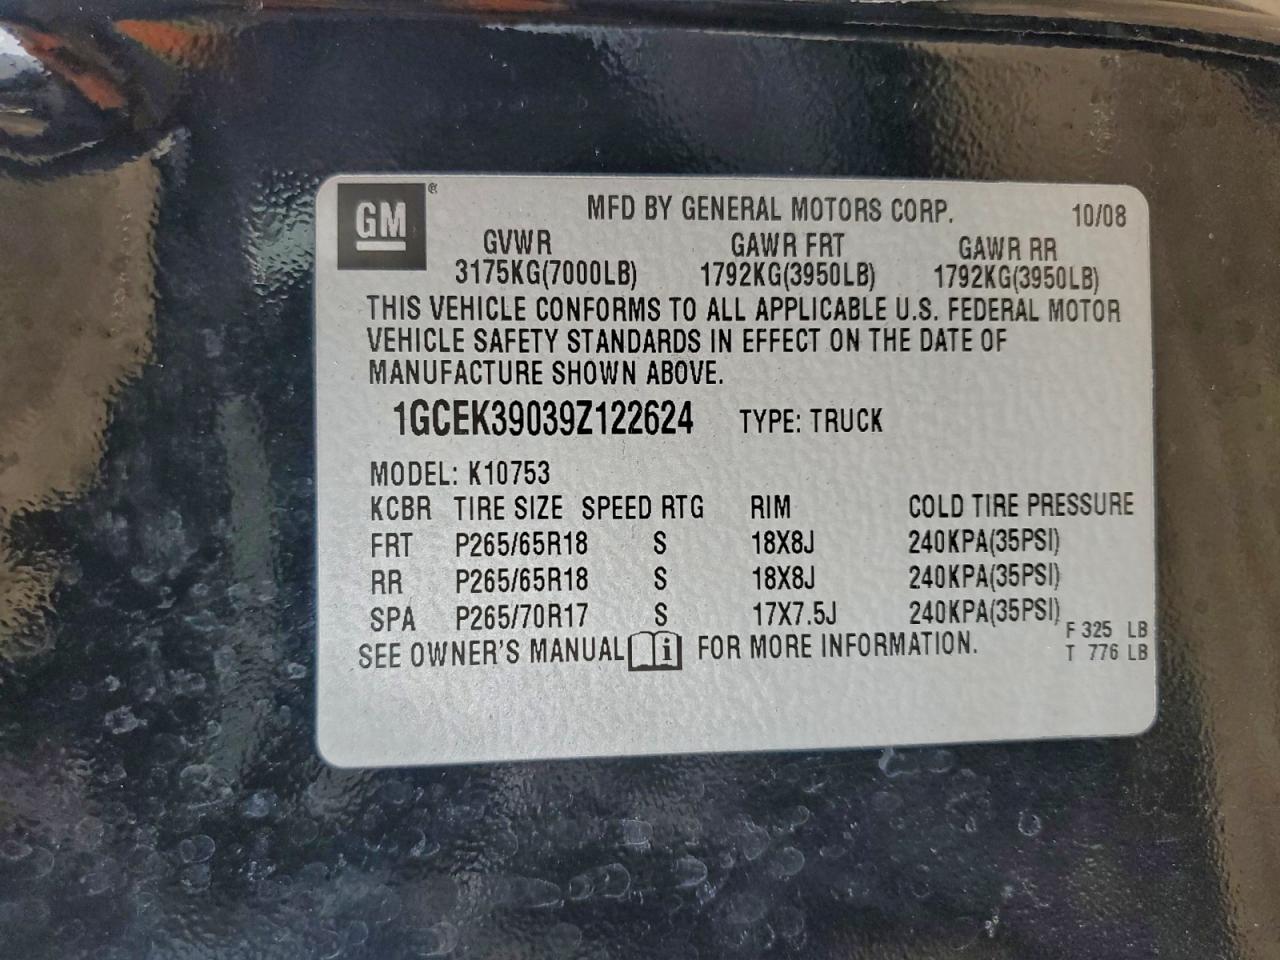 GM ®
MFD BY GENERAL MOTORS CORP. 10/08
GVWR GAWR FRT GAWR RR
3175KG(7000LB) 1792KG(3950LB) 1792KG(3950LB)
THIS VEHICLE CONFORMS TO ALL APPLICABLE U.S. FEDERAL MOTOR
VEHICLE SAFETY STANDARDS IN EFFECT ON THE DATE OF
MANUFACTURE SHOWN ABOVE.
1GCEK39039Z122624 TYPE: TRUCK
MODEL: K10753
KCBR TIRE SIZE SPEED RTG RIM COLD TIRE PRESSURE
FRT P265/65R18 S 18X8J 240KPA(35PSI)
RR P265/65R18 S 18X8J 240KPA(35PSI)
SPA P265/70R17 S 17X7.5J 240KPA(35PSI)
F 325 LB
SEE OWNER'S MANUAL i FOR MORE INFORMATION.
T 776 LB